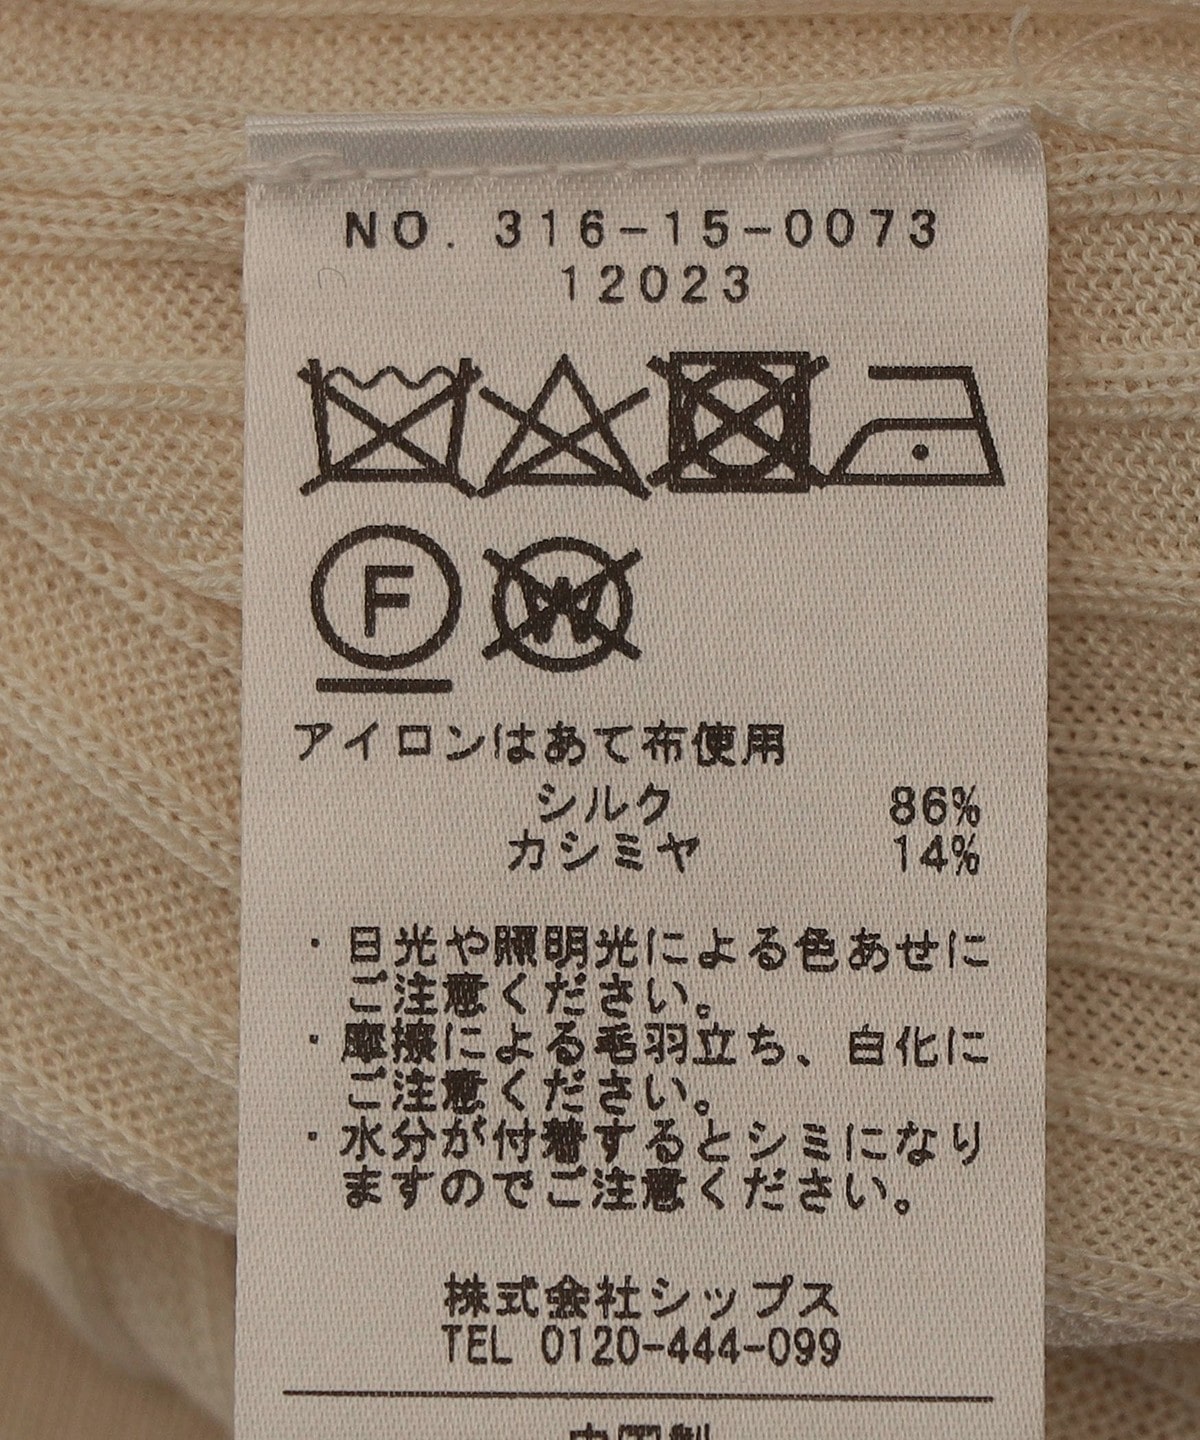 NO. 316-15-0073
12023
F
W
アイロンはあて布使用
シルク 86%
カシミヤ 14%
・日光や照明光による色あせに
ご注意ください。
・摩擦による毛羽立ち、白化に
ご注意ください。
・水分が付着するとシミになり
ますのでご注意ください。
株式会社シップス
TEL 0120-444-099
中国製